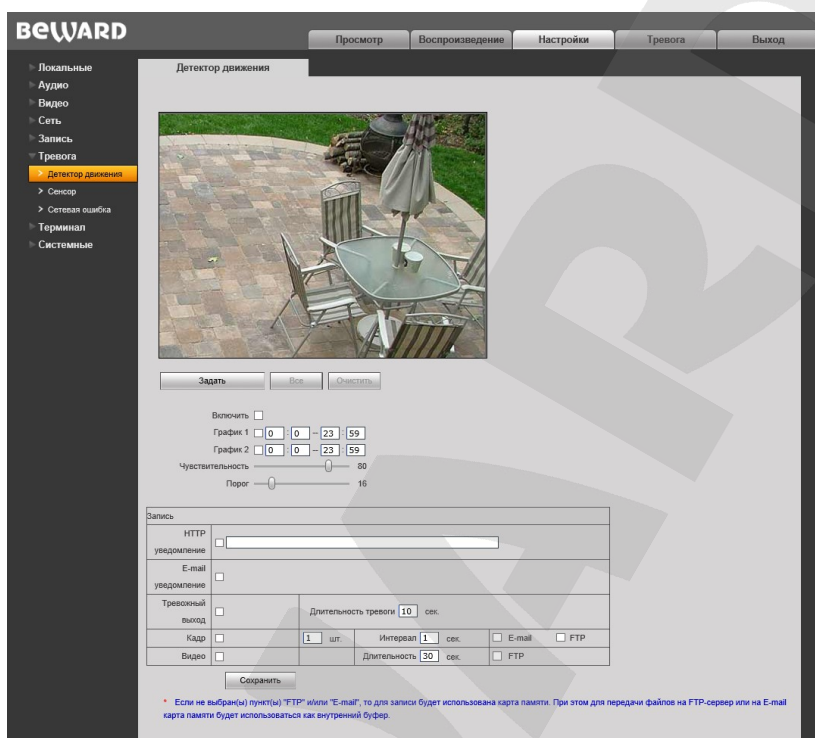 BEWARD
Просмотр Воспроизведение Настройки Тревога Выход
Локальные
Аудио
Видео
Сеть
Запись
Тревога
> Детектор движения
> Сенсор
> Сетевая ошибка
Терминал
Системные
Детектор движения
Задать Все Очистить
Включить
График 1 0 : 0 – 23 : 59
График 2 0 : 0 – 23 : 59
Чувствительность 80
Порог 16
Запись
HTTP
уведомление
E-mail
уведомление
Тревожный
выход
Длительность тревоги 10 сек.
Кадр 1 шт. Интервал 1 сек. E-mail FTP
Видео Длительность 30 сек. FTP
Сохранить
* Если не выбран(ы) пункт(ы) "FTP" и/или "E-mail", то для записи будет использована карта памяти. При этом для передачи файлов на FTP-сервер или на E-mail
карта памяти будет использоваться как внутренний буфер.